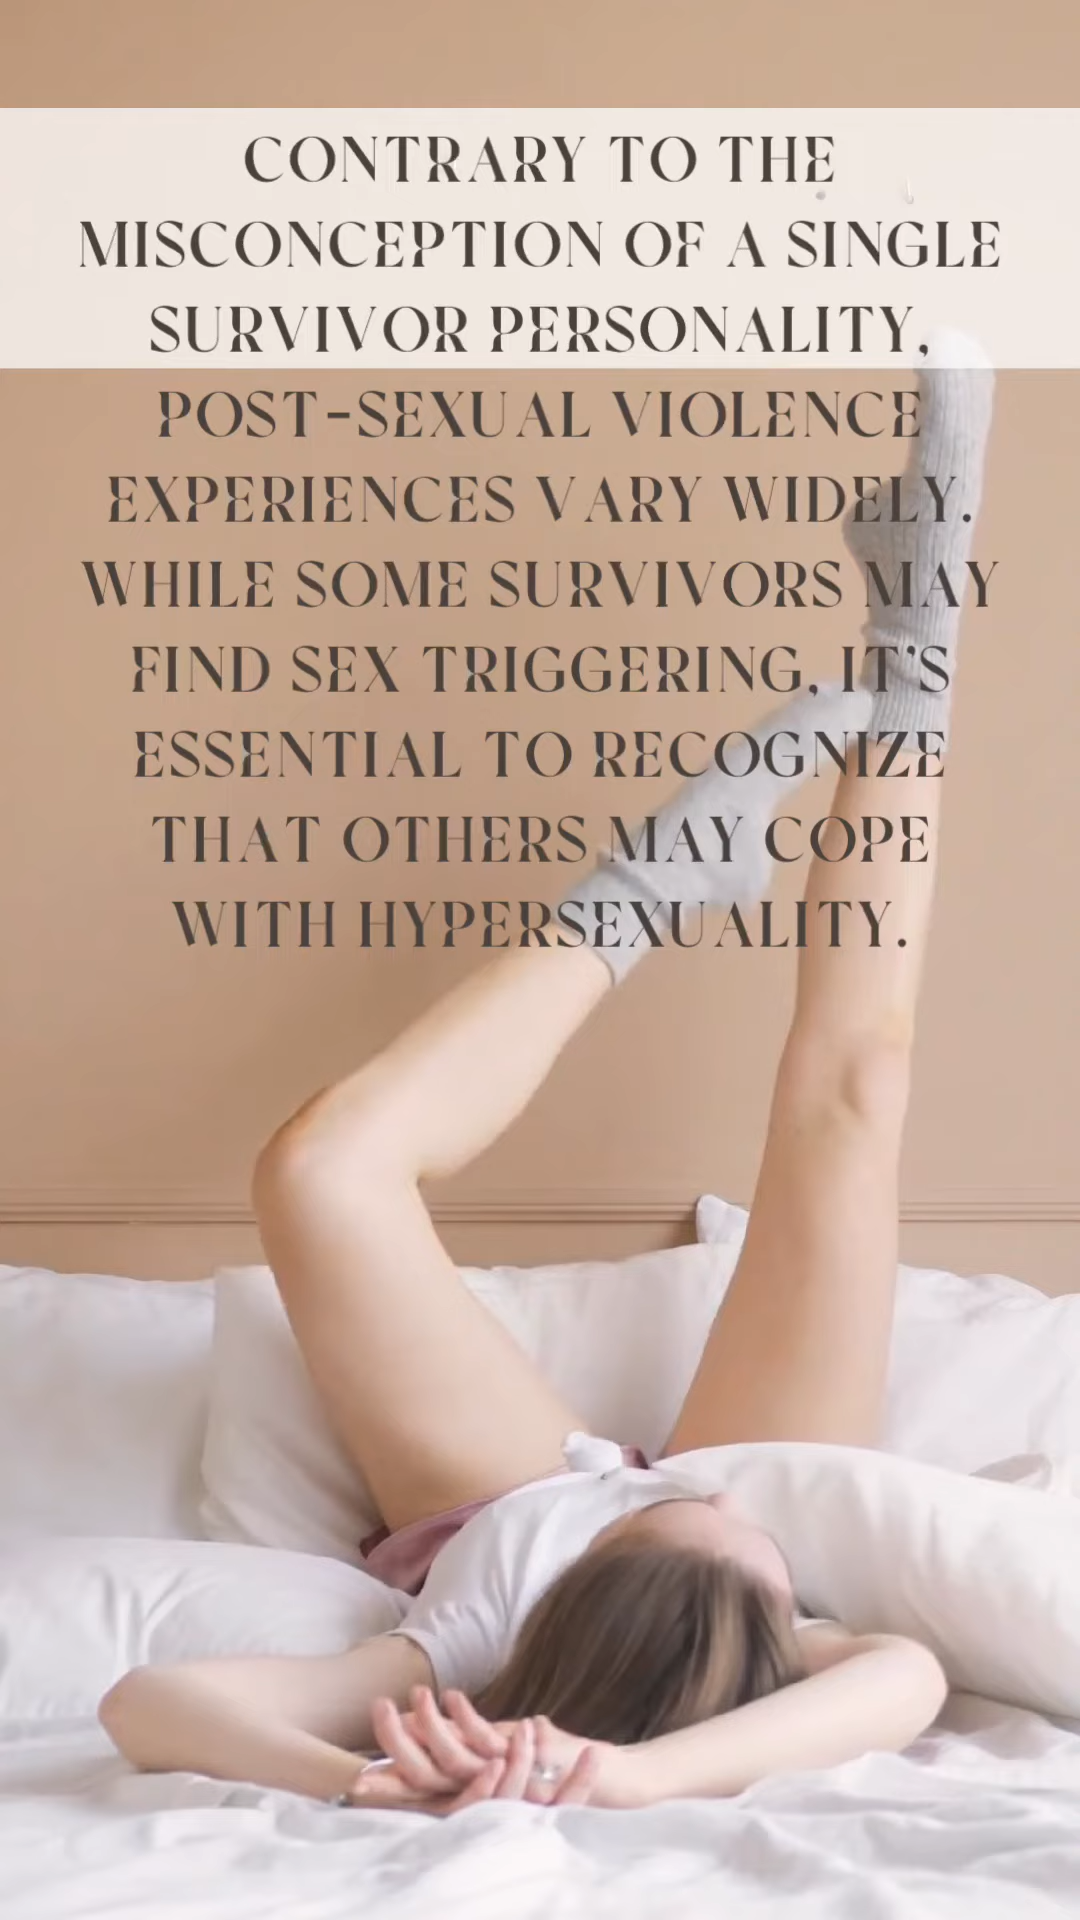 CONTRARY TO THE
MISCONCEPTION OF A SINGLE
SURVIVOR PERSONALITY,
POST-SEXUAL VIOLENCE
EXPERIENCES VARY WIDELY.
WHILE SOME SURVIVORS MAY
FIND SEX TRIGGERING, IT'S
ESSENTIAL TO RECOGNIZE
THAT OTHERS MAY COPE
WITH HYPERSEXUALITY.